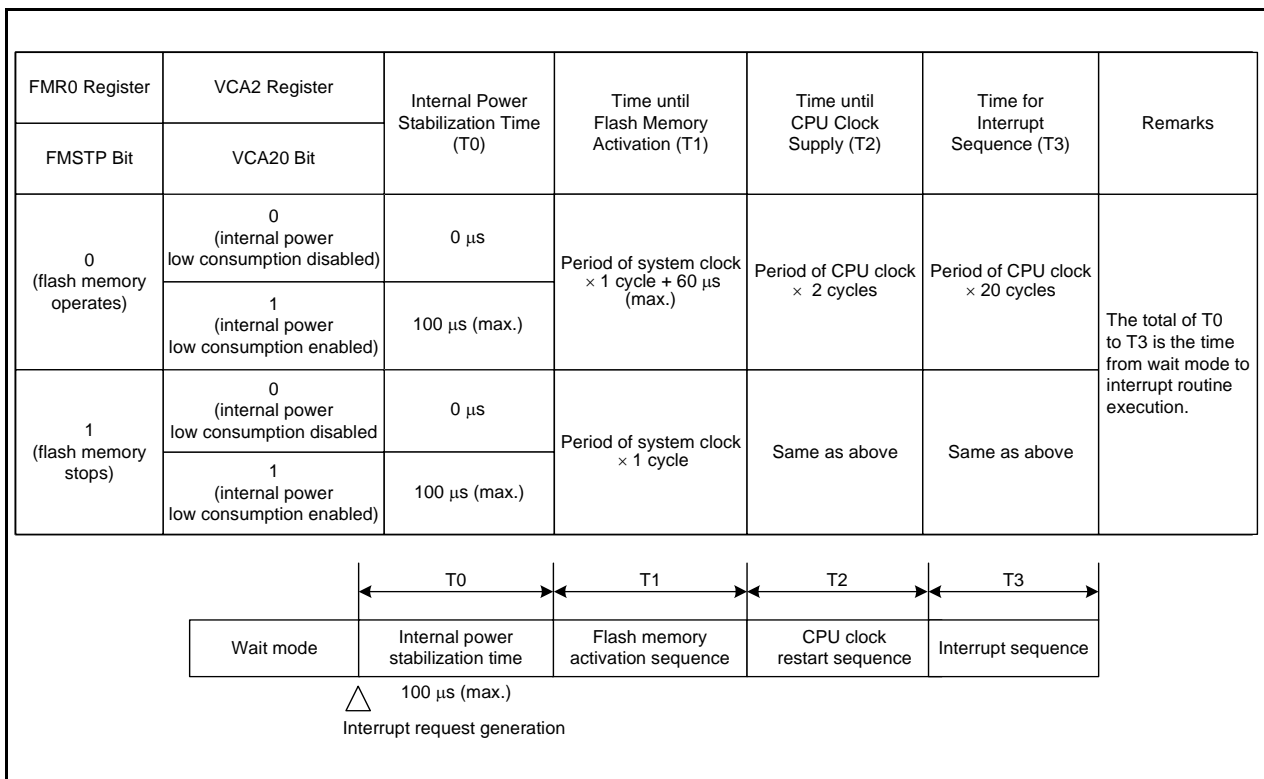 FMR0 Register
VCA2 Register
Internal Power
Stabilization Time
(T0)
Time until
Flash Memory
Activation (T1)
Time until
CPU Clock
Supply (T2)
Time for
Interrupt
Sequence (T3)
Remarks
FMSTP Bit
VCA20 Bit
0
(flash memory
operates)
0
(internal power
low consumption disabled)
0 μs
Period of system clock
× 1 cycle + 60 μs
(max.)
Period of CPU clock
× 2 cycles
Period of CPU clock
× 20 cycles
The total of T0
to T3 is the time
from wait mode to
interrupt routine
execution.
1
(internal power
low consumption enabled)
100 μs (max.)
1
(flash memory
stops)
0
(internal power
low consumption disabled
0 μs
Period of system clock
× 1 cycle
Same as above
Same as above
1
(internal power
low consumption enabled)
100 μs (max.)
T0
T1
T2
T3
Wait mode
Internal power
stabilization time
Flash memory
activation sequence
CPU clock
restart sequence
Interrupt sequence
100 μs (max.)
Interrupt request generation